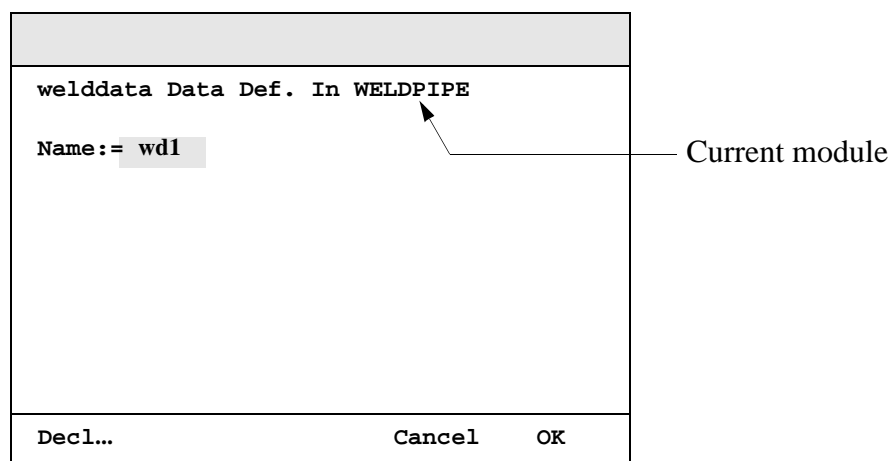 welddata Data Def. In WELDPIPE
Name:= wd1
Current module
Decl… Cancel OK